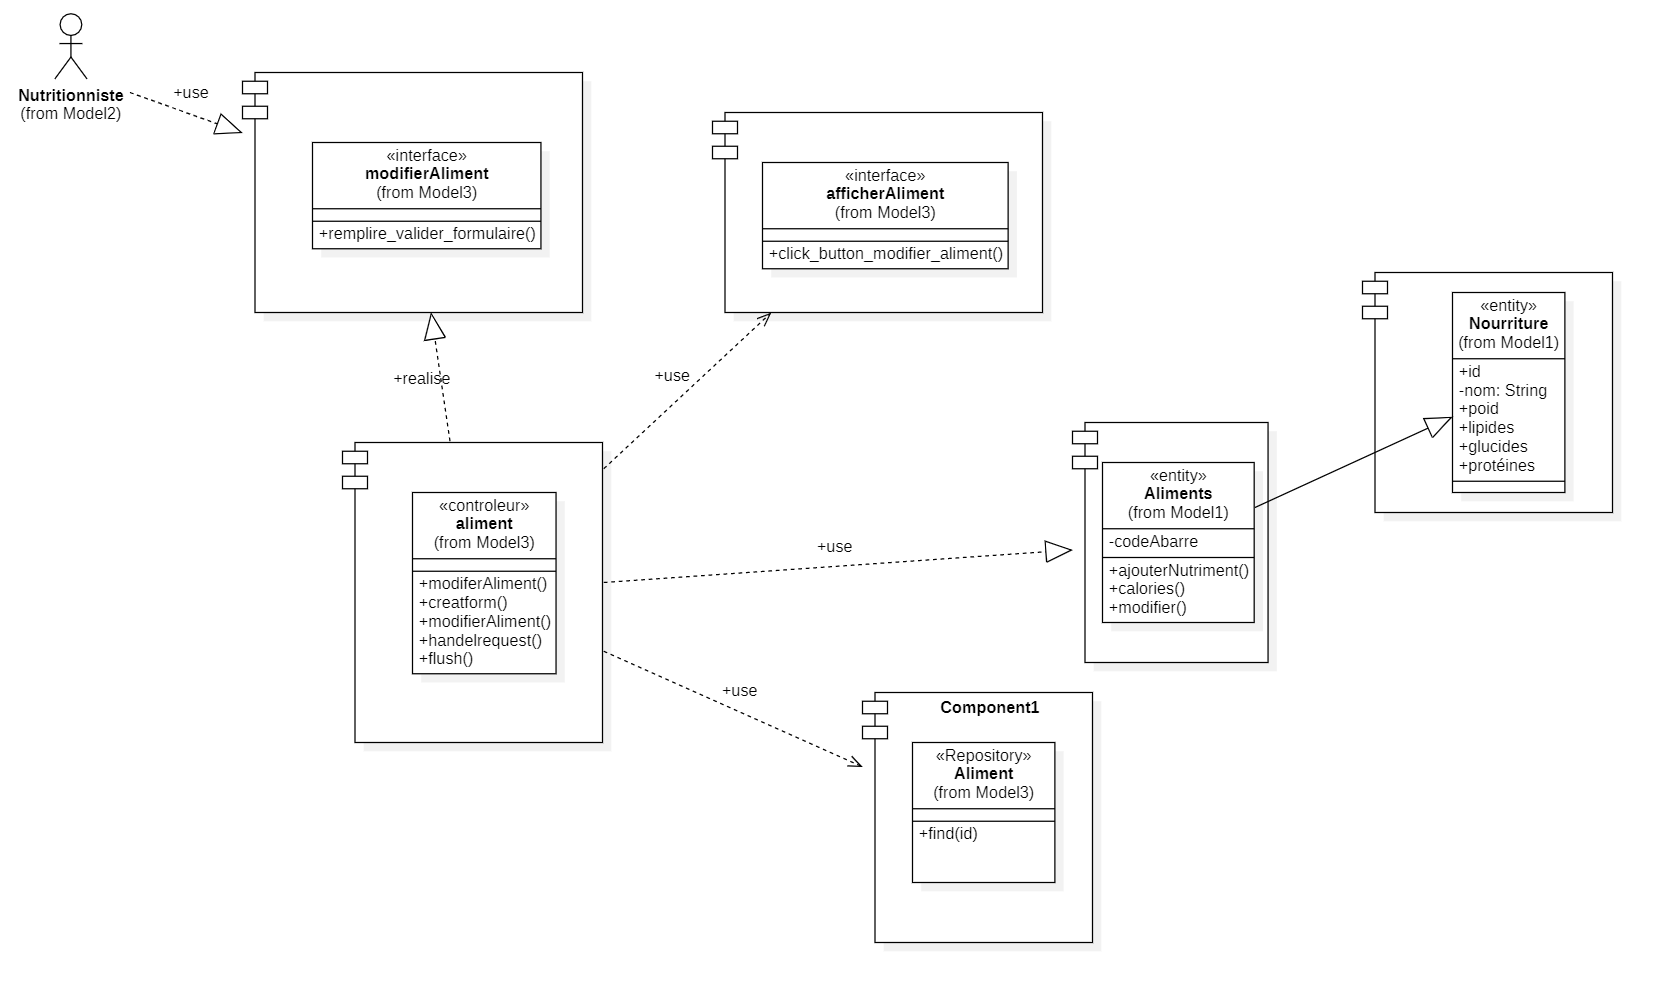 Nutritionniste
(from Model2)
+use
«interface»
modifierAliment
(from Model3)
+remplire_valider_formulaire()
«interface»
afficherAliment
(from Model3)
+click_button_modifier_aliment()
«entity»
Nourriture
(from Model1)
+id
-nom: String
+poid
+lipides
+glucides
+protéines
+realise
+use
«controleur»
aliment
(from Model3)
+modiferAliment()
+creatform()
+modifierAliment()
+handelrequest()
+flush()
+use
«entity»
Aliments
(from Model1)
-codeAbarre
+ajouterNutriment()
+calories()
+modifier()
+use
Component1
«Repository»
Aliment
(from Model3)
+find(id)